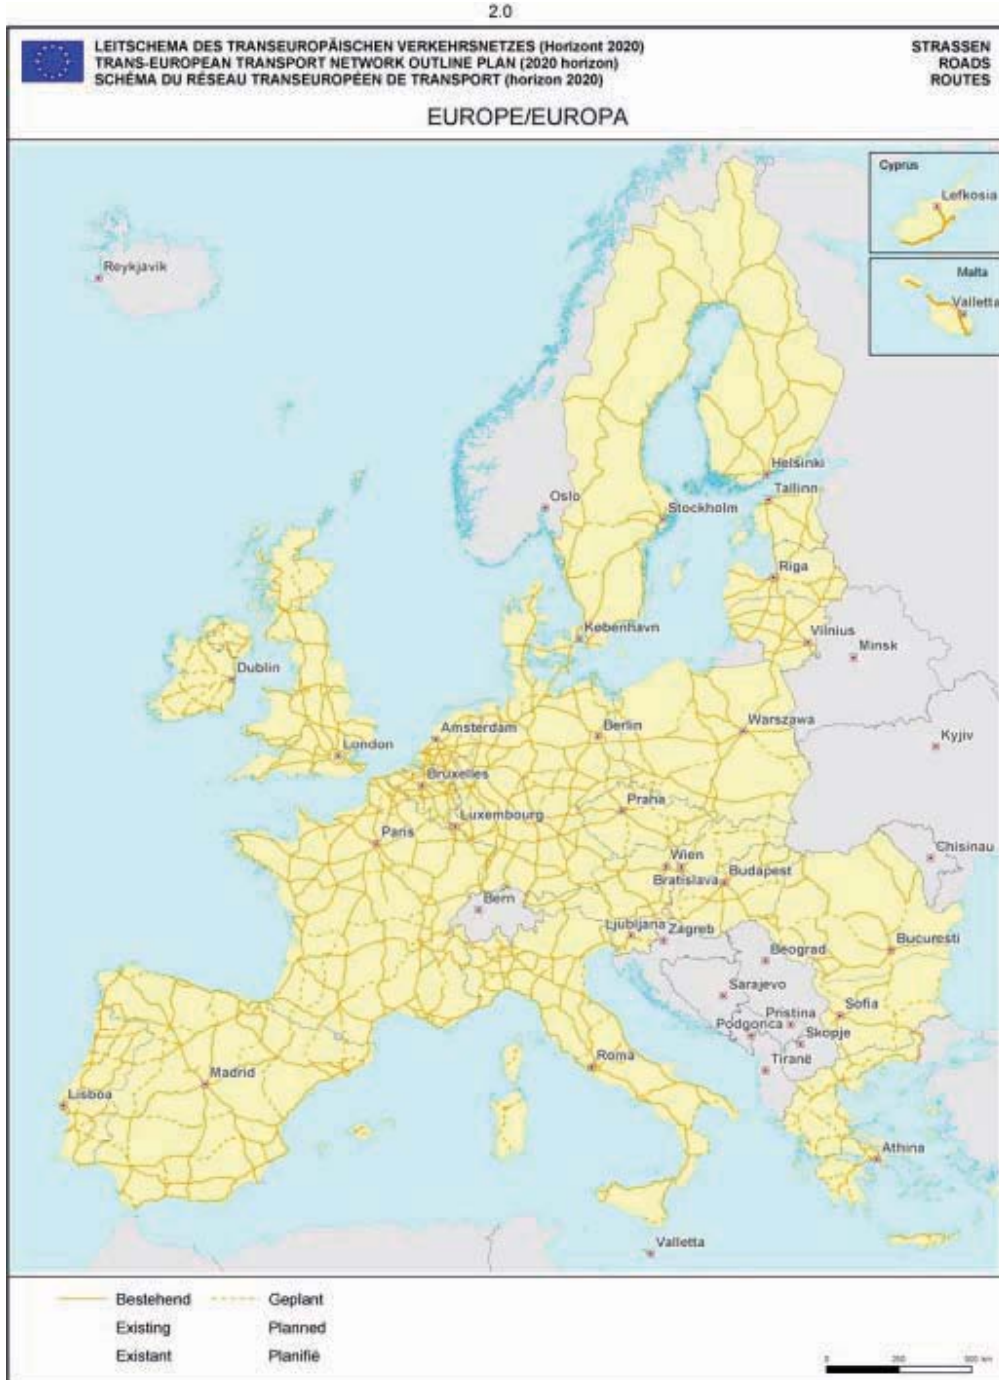 2.0
LEITSCHEMA DES TRANSEUROPÄISCHEN VERKEHRSNETZES (Horizont 2020)
TRANS-EUROPEAN TRANSPORT NETWORK OUTLINE PLAN (2020 horizon)
SCHÉMA DU RÉSEAU TRANSEUROPÉEN DE TRANSPORT (horizon 2020)
STRASSEN
ROADS
ROUTES
EUROPE/EUROPA
Cyprus
Lefkosia
Malta
Valletta
Reykjavik
Helsinki
Tallinn
Oslo
Stockholm
Riga
København
Vilnius
Minsk
Dublin
Amsterdam
Berlin
Warszawa
London
Kyjiv
Bruxelles
Praha
Luxembourg
Paris
Chisinau
Wien
Bratislava
Budapest
Bern
Ljubljana
Zagreb
Bucuresti
Beograd
Sarajevo
Sofia
Pristina
Podgorica
Skopje
Roma
Tiranë
Madrid
Lisboa
Athina
Valletta
Bestehend Geplant
Existing Planned
Existant Planifié